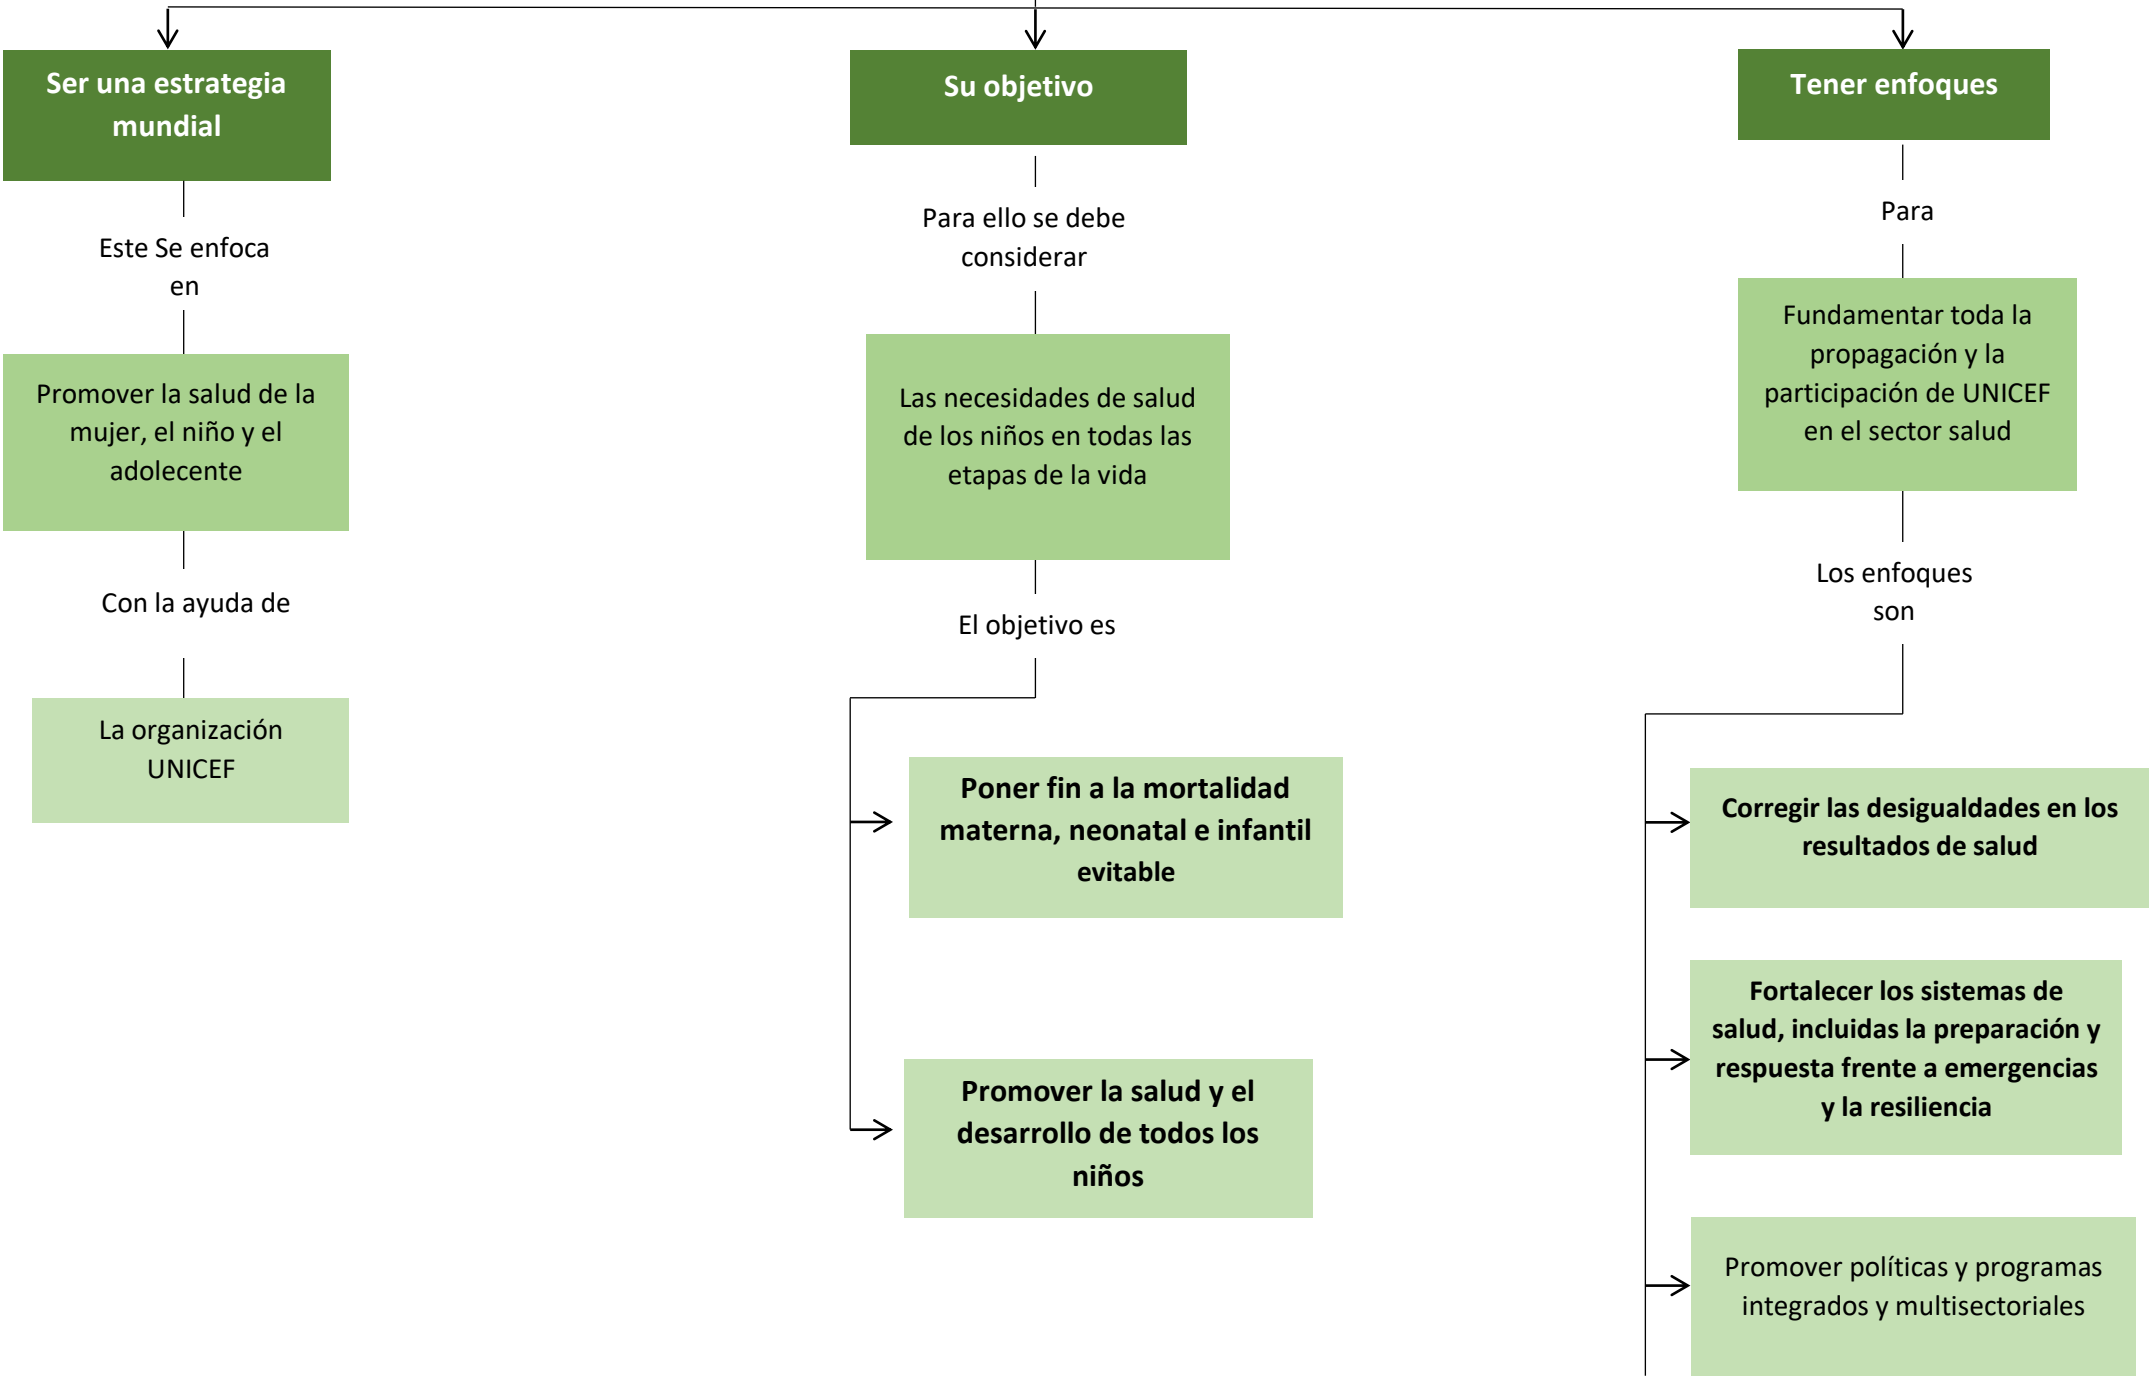 Ser una estrategia
mundial
Este Se enfoca
en
Promover la salud de la
mujer, el niño y el
adolecente
Con la ayuda de
La organización
UNICEF
Su objetivo
Para ello se debe
considerar
Las necesidades de salud
de los niños en todas las
etapas de la vida
El objetivo es
Poner fin a la mortalidad
materna, neonatal e infantil
evitable
Promover la salud y el
desarrollo de todos los
niños
Tener enfoques
Para
Fundamentar toda la
propagación y la
participación de UNICEF
en el sector salud
Los enfoques
son
Corregir las desigualdades en los
resultados de salud
Fortalecer los sistemas de
salud, incluidas la preparación y
respuesta frente a emergencias
y la resiliencia
Promover políticas y programas
integrados y multisectoriales